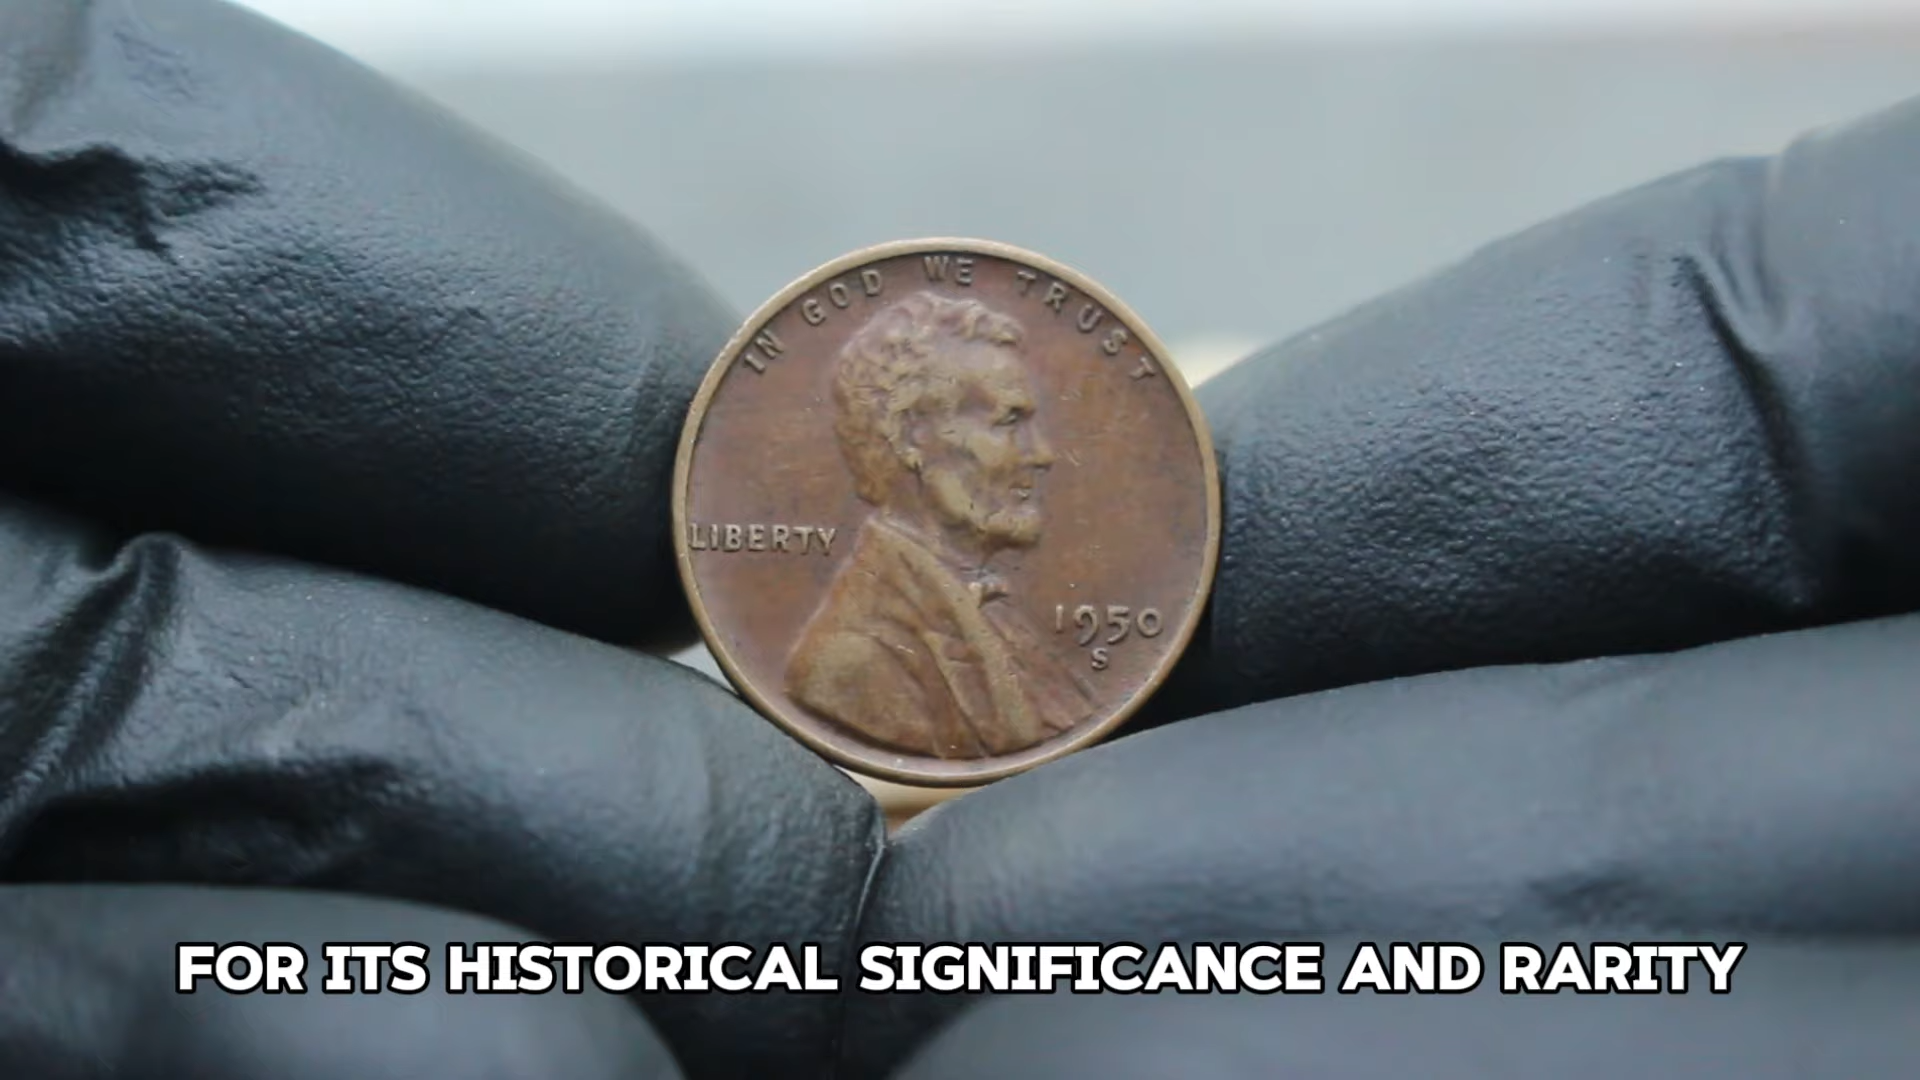 IN GOD WE TRUST
LIBERTY
1950
S
FOR ITS HISTORICAL SIGNIFICANCE AND RARITY